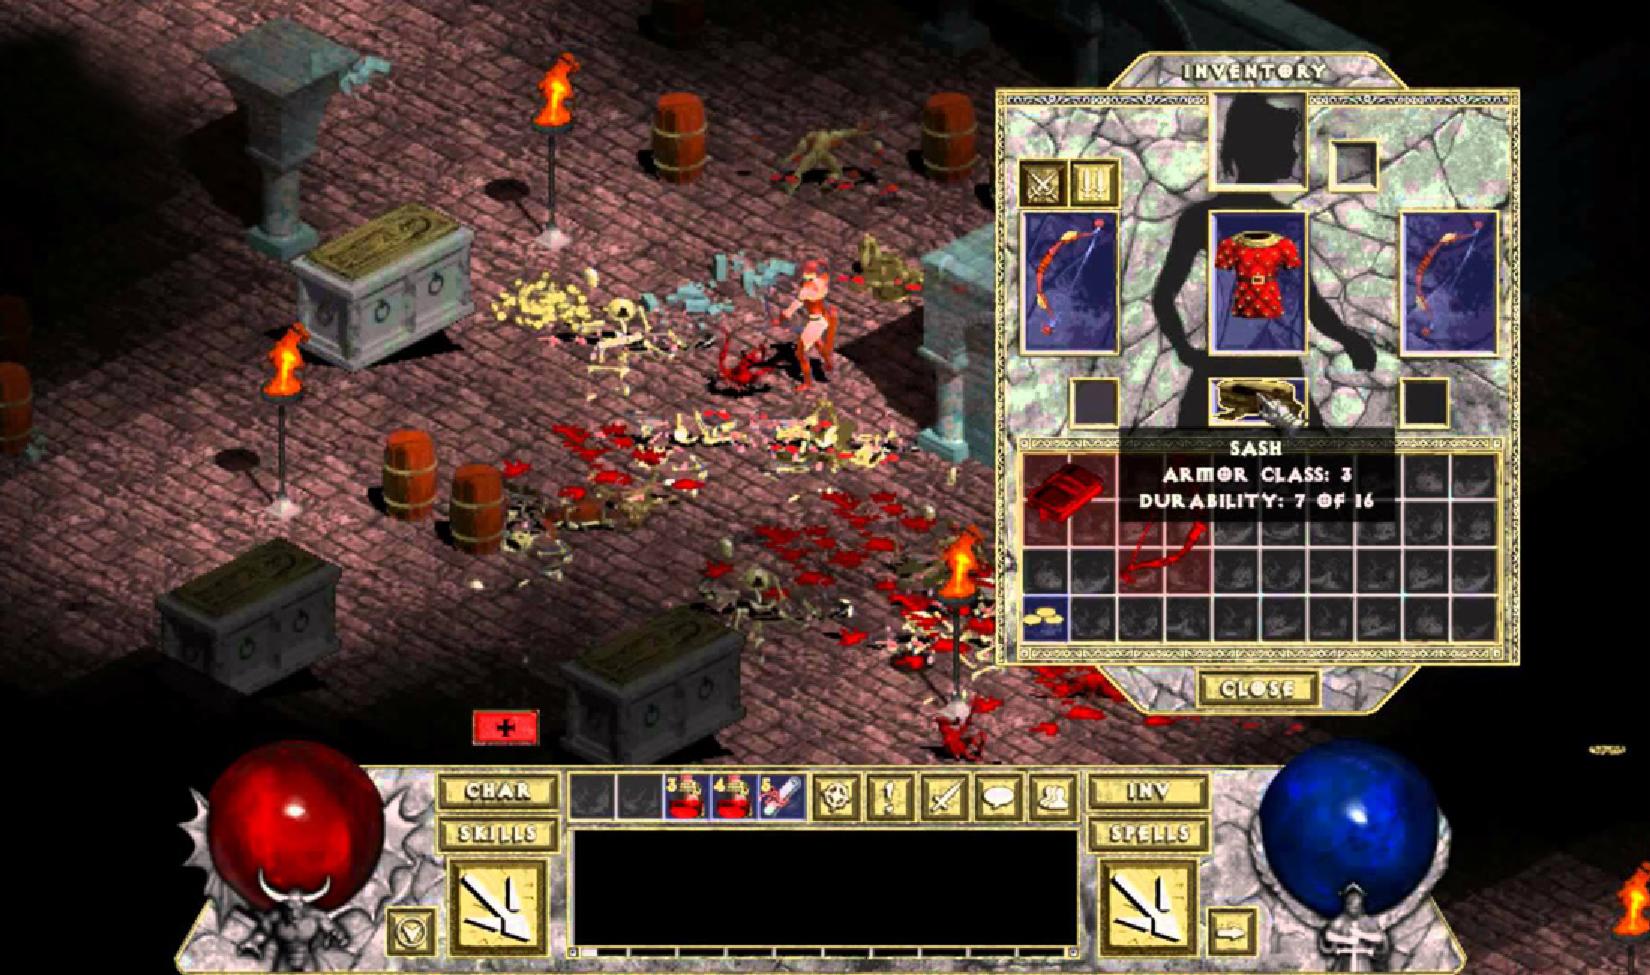 INVENTORY
SASH
ARMOR CLASS: 3
DURABILITY: 7 OF 16
CLOSE
CHAR
3
4
5
INV
SKILLS
SPELLS